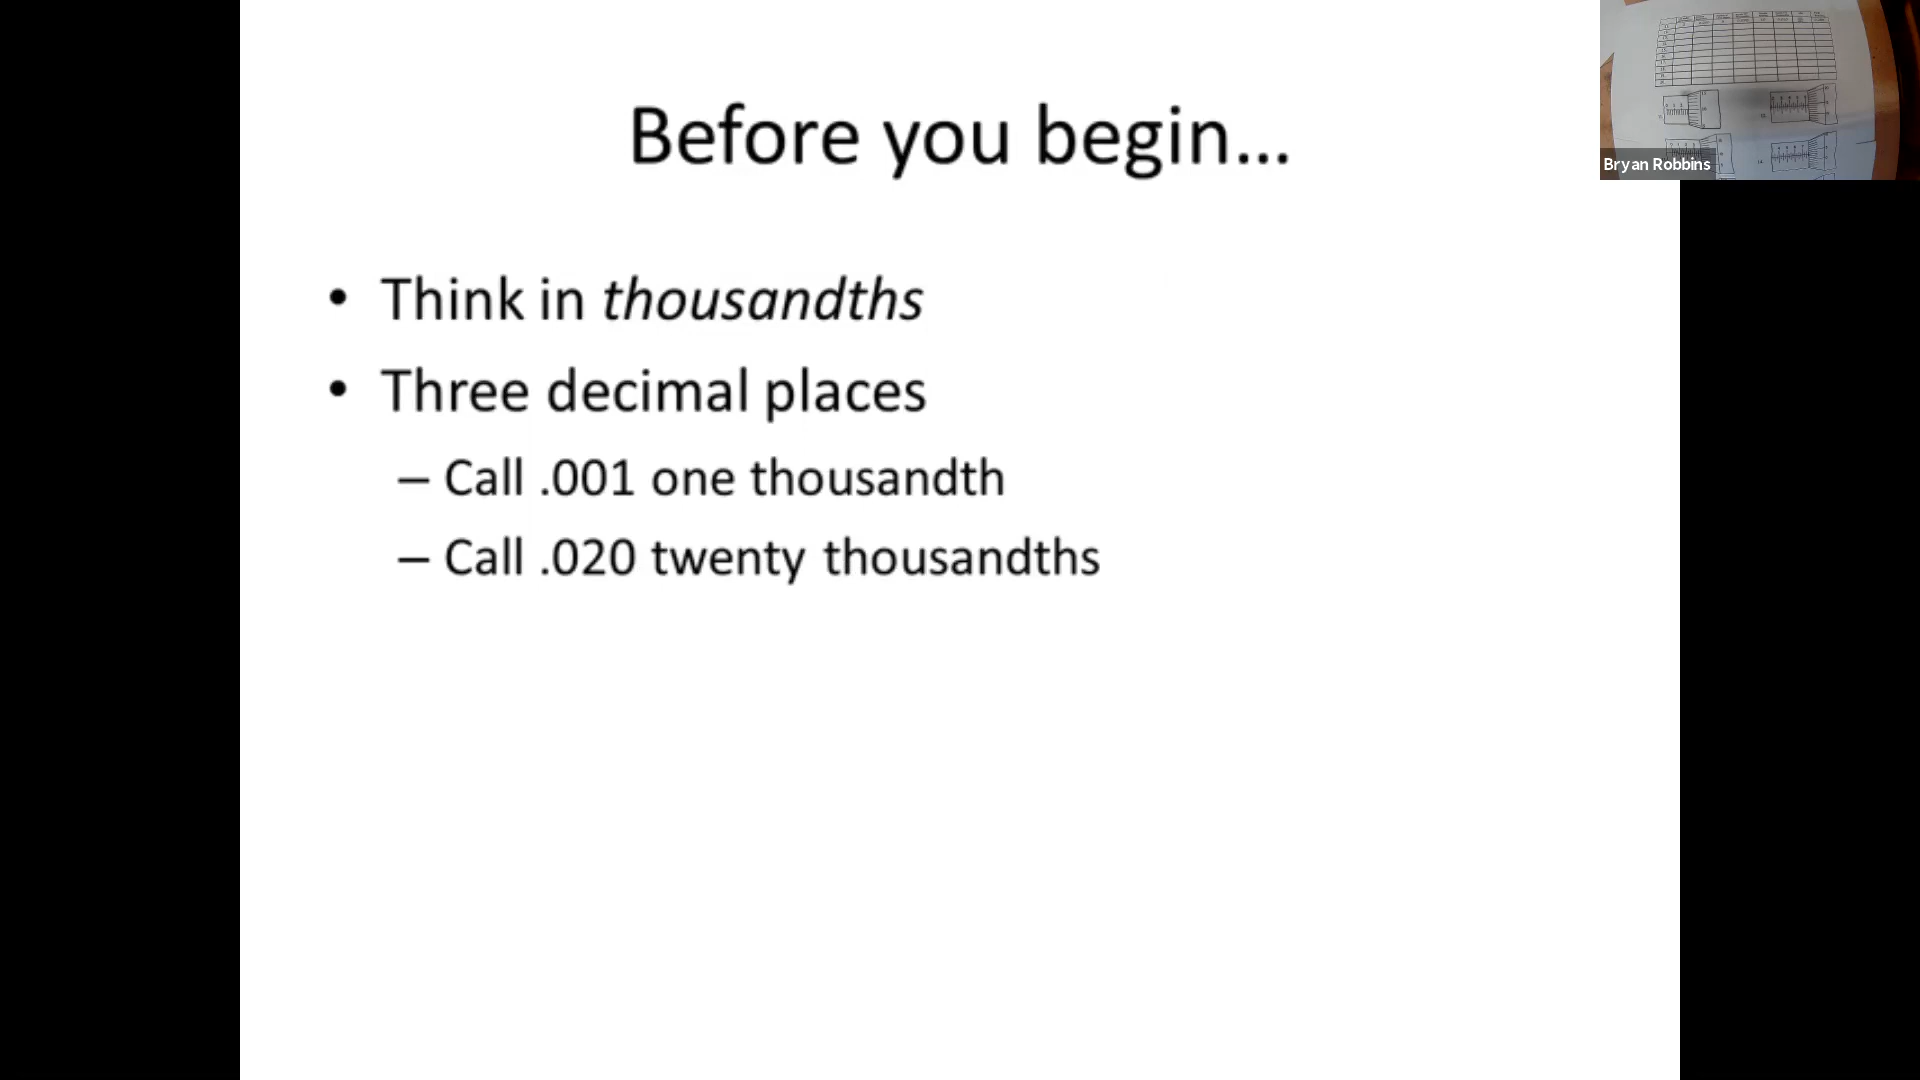 Before you begin...
• Think in thousandths
• Three decimal places
– Call .001 one thousandth
– Call .020 twenty thousandths
Bryan Robbins